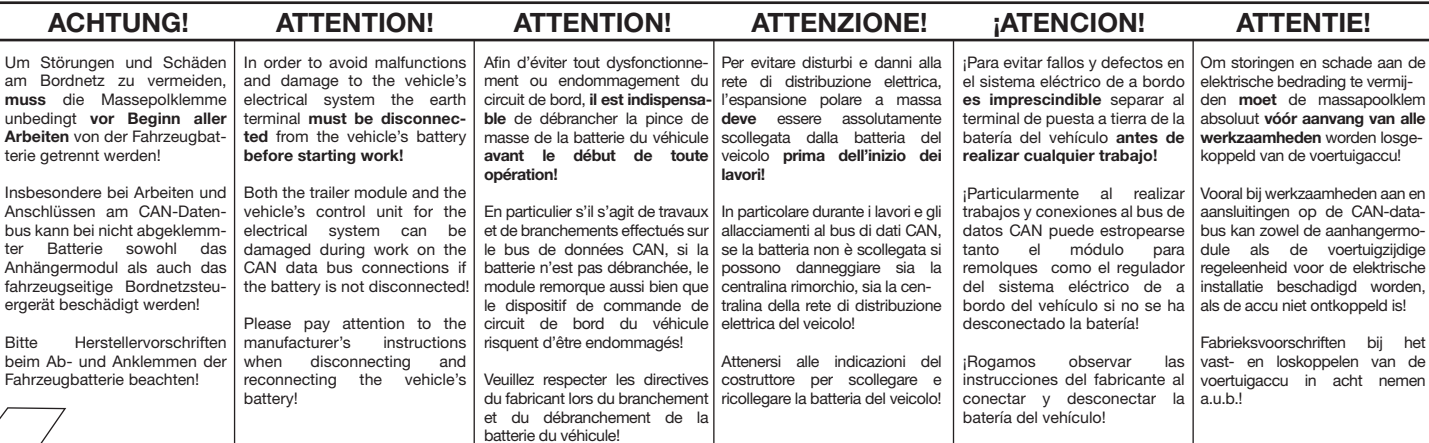 ACHTUNG!
Um Störungen und Schäden
am Bordnetz zu vermeiden,
muss die Massepolklemme
unbedingt vor Beginn aller
Arbeiten von der Fahrzeugbat-
terie getrennt werden!
Insbesondere bei Arbeiten und
Anschlüssen am CAN-Daten-
bus kann bei nicht abgeklemm-
ter Batterie sowohl das
Anhängermodul als auch das
fahrzeugseitige Bordnetzsteu-
ergerät beschädigt werden!
Bitte Herstellervorschriften
beim Ab- und Anklemmen der
Fahrzeugbatterie beachten!
ATTENTION!
In order to avoid malfunctions
and damage to the vehicle's
electrical system the earth
terminal must be disconnec-
ted from the vehicle's battery
before starting work!
Both the trailer module and the
vehicle's control unit for the
electrical system can be
damaged during work on the
CAN data bus connections if
the battery is not disconnected!
Please pay attention to the
manufacturer's instructions
when disconnecting and
reconnecting the vehicle's
battery!
ATTENTION!
Afin d'éviter tout dysfonctionne-
ment ou endommagement du
circuit de bord, il est indispensa-
ble de débrancher la pince de
masse de la batterie du véhicule
avant le début de toute
opération!
En particulier s'il s'agit de travaux
et de branchements effectués sur
le bus de données CAN, si la
batterie n'est pas débranchée, le
module remorque aussi bien que
le dispositif de commande de
circuit de bord du véhicule
risquent d'être endommagés!
Veuillez respecter les directives
du fabricant lors du branchement
et du débranchement de la
batterie du véhicule!
ATTENZIONE!
Per evitare disturbi e danni alla
rete di distribuzione elettrica,
l'espansione polare a massa
deve essere assolutamente
scollegata dalla batteria del
veicolo prima dell'inizio dei
lavori!
In particolare durante i lavori e gli
allacciamenti al bus di dati CAN,
se la batteria non è scollegata si
possono danneggiare sia la
centralina rimorchio, sia la cen-
tralina della rete di distribuzione
elettrica del veicolo!
Attenersi alle indicazioni del
costruttore per scollegare e
ricollegare la batteria del veicolo!
¡ATENCION!
¡Para evitar fallos y defectos en
el sistema eléctrico de a bordo
es imprescindible separar al
terminal de puesta a tierra de la
batería del vehículo antes de
realizar cualquier trabajo!
¡Particularmente al realizar
trabajos y conexiones al bus de
datos CAN puede estropearse
tanto el módulo para
remolques como el regulador
del sistema eléctrico de a
bordo del vehículo si no se ha
desconectado la batería!
¡Rogamos observar las
instrucciones del fabricante al
conectar y desconectar la
batería del vehículo!
ATTENTIE!
Om storingen en schade aan de
elektrische bedrading te vermij-
den moet de massapoolklem
absoluut vóór aanvang van alle
werkzaamheden worden losge-
koppeld van de voertuigaccu!
Vooral bij werkzaamheden aan en
aansluitingen op de CAN-data-
bus kan zowel de aanhangermo-
dule als de voertuigzijdige
regeleenheid voor de elektrische
installatie beschadigd worden,
als de accu niet ontkoppeld is!
Fabrieksvoorschriften bij het
vast- en loskoppelen van de
voertuigaccu in acht nemen
a.u.b.!